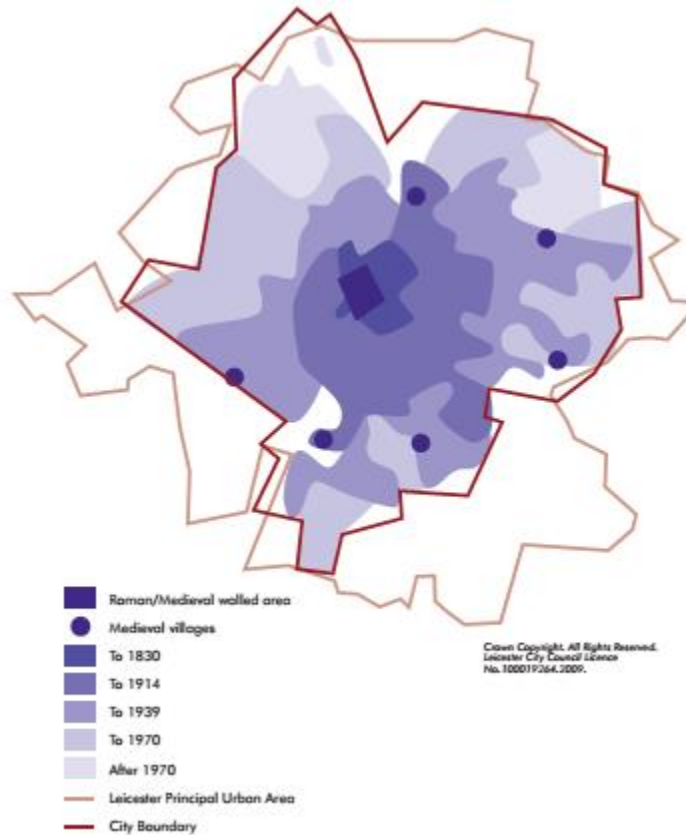 Roman/Medieval walled area
Medieval villages
To 1830
To 1914
To 1939
To 1970
After 1970
Leicester Principal Urban Area
City Boundary
Crown Copyright. All Rights Reserved.
Leicester City Council Licence
No. 100019264.2009.